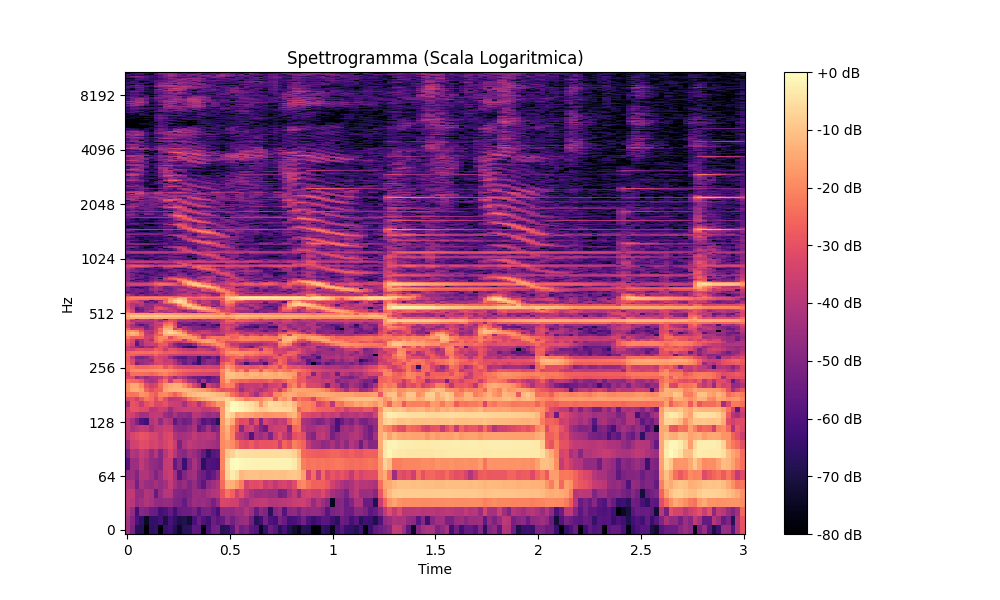 Spettrogramma (Scala Logaritmica)
+0 dB
8192
-10 dB
4096
-20 dB
2048
-30 dB
1024
Hz
-40 dB
512
-50 dB
256
-60 dB
128
-70 dB
64
0
-80 dB
0 0.5 1 1.5 2 2.5 3
Time